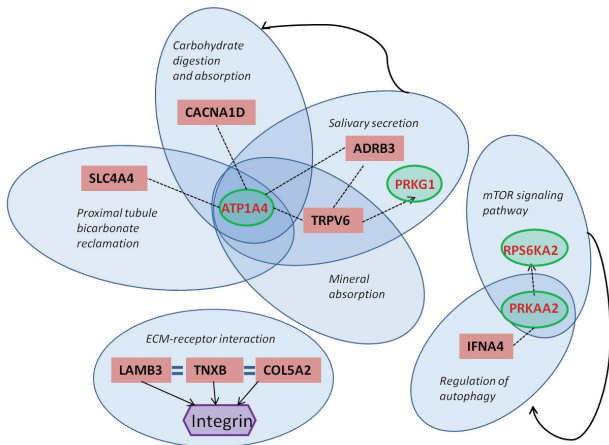 Carbohydrate
digestion
and absorption
CACNA1D
Salivary secretion
ADRB3
SLC4A4
PRKG1
ATP1A4
TRPV6
Proximal tubule
bicarbonate
reclamation
Mineral
absorption
mTOR signaling
pathway
RPS6KA2
PRKAA2
IFNA4
Regulation of
autophagy
ECM-receptor interaction
LAMB3 = TNXB = COL5A2
Integrin